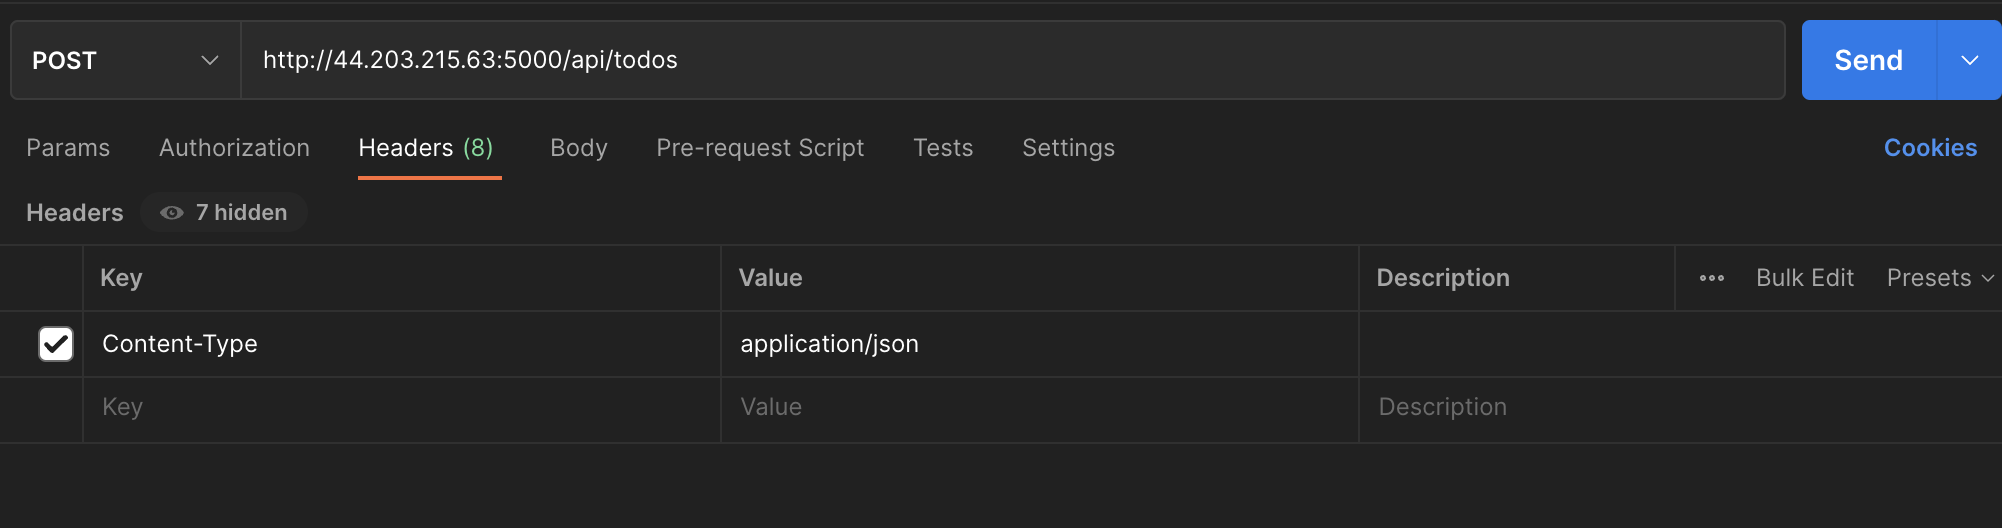 POST http://44.203.215.63:5000/api/todos Send
Params Authorization Headers (8) Body Pre-request Script Tests Settings Cookies
Headers 7 hidden
Key Value Description Bulk Edit Presets
Content-Type application/json
Key Value Description